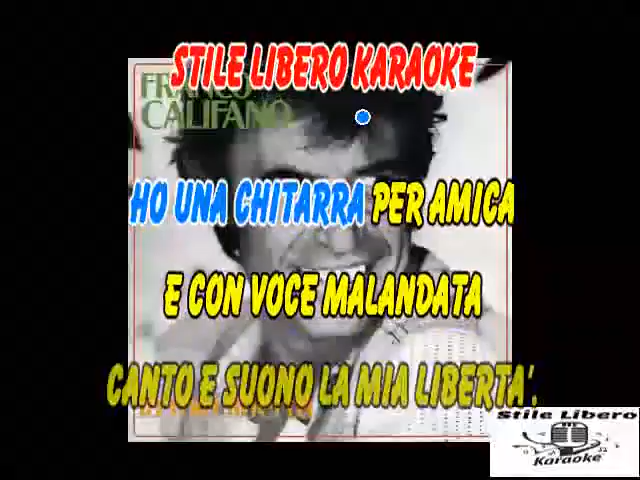 STILE LIBERO KARAOKE
FRANCO
CALIFANO
HO UNA CHITARRA PER AMICA
E CON VOCE MALANDATA
CANTO E SUONO LA MIA LIBERTA'.
Stile Libero
Karaoke